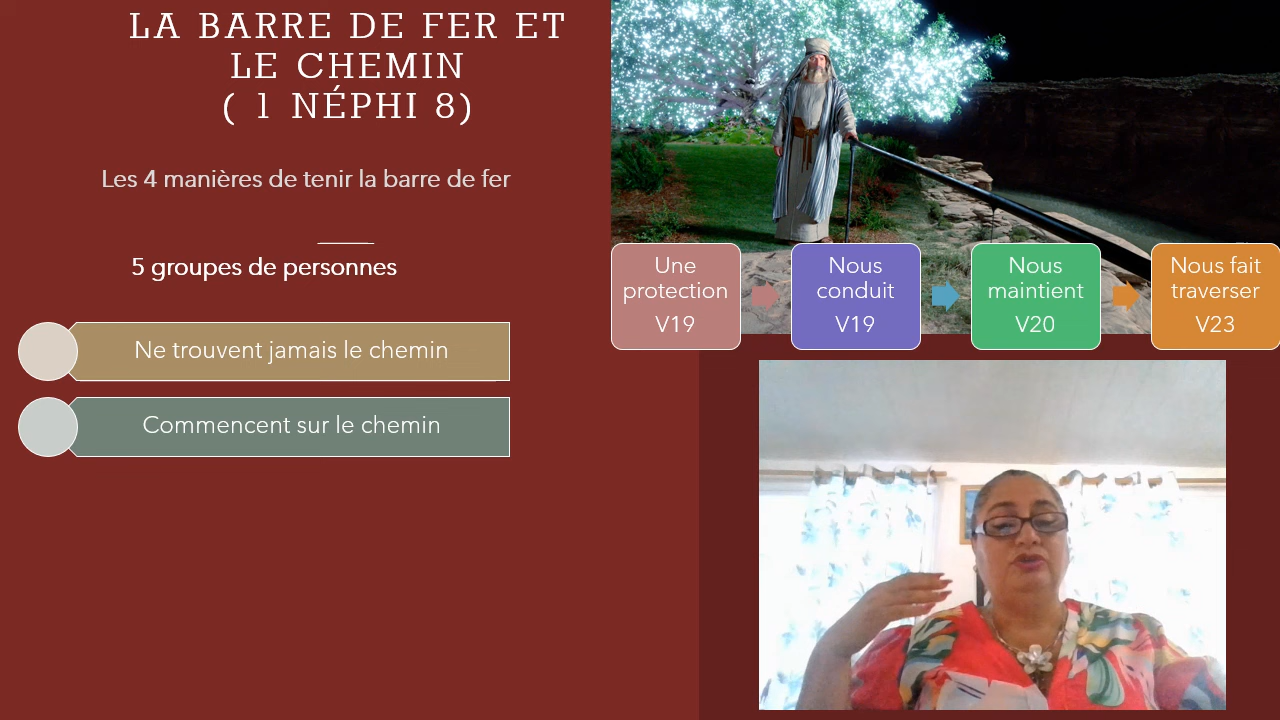 LA BARRE DE FER ET
LE CHEMIN
( 1 NÉPHI 8)
Les 4 manières de tenir la barre de fer
5 groupes de personnes
Ne trouvent jamais le chemin
Commencent sur le chemin
Une
protection
V19
Nous
conduit
V19
Nous
maintient
V20
Nous fait
traverser
V23